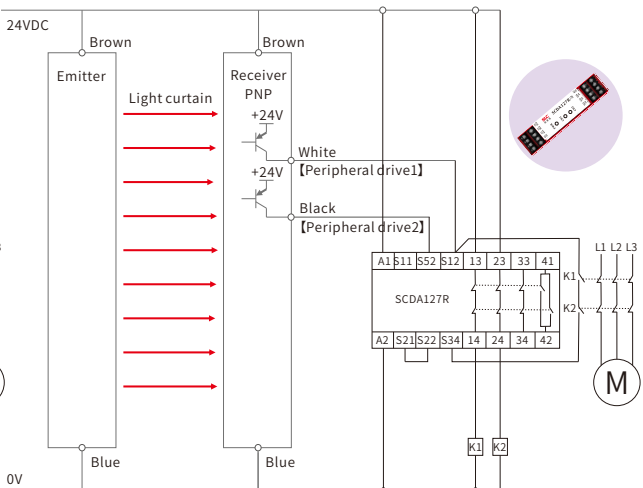 24VDC
Brown
Brown
Emitter
Receiver
PNP
Light curtain
+24V
White
【Peripheral drive1】
+24V
Black
【Peripheral drive2】
SCDA127R
A1 S11 S52 S12 13 23 33 41
SCDA127R
A2 S21 S22 S34 14 24 34 42
L1 L2 L3
K1
K2
M
K1 K2
Blue
Blue
0V